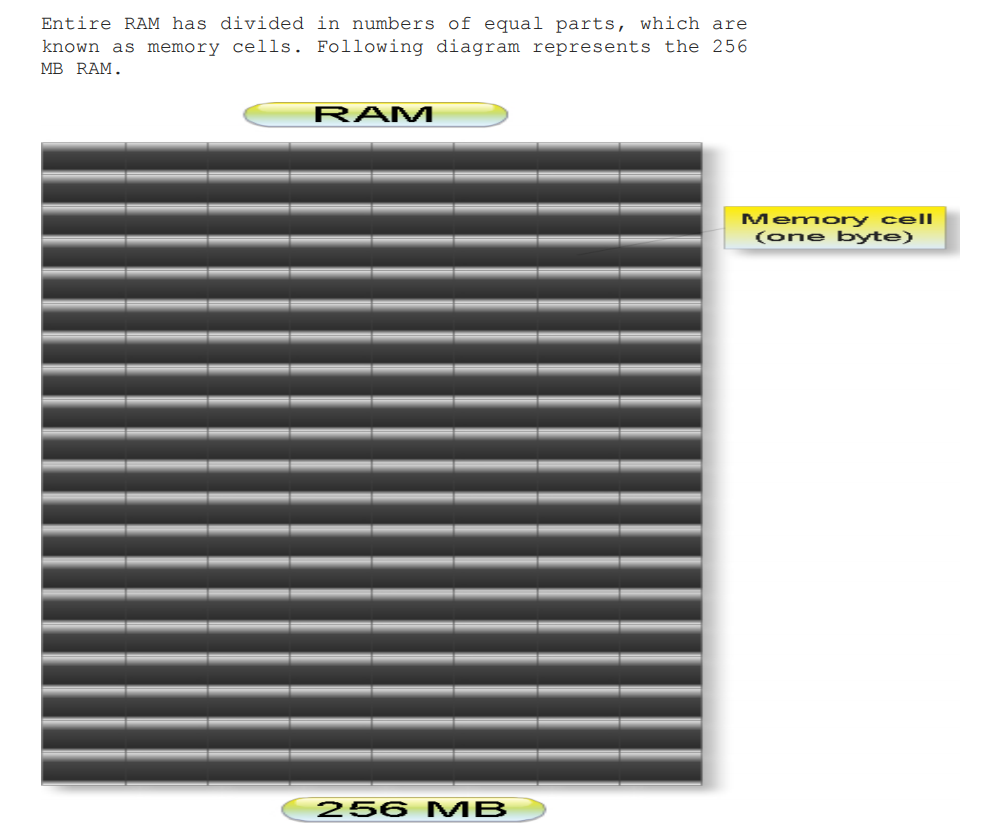 Entire RAM has divided in numbers of equal parts, which are
known as memory cells. Following diagram represents the 256
MB RAM.
RAM
Memory cell
(one byte)
256 MB